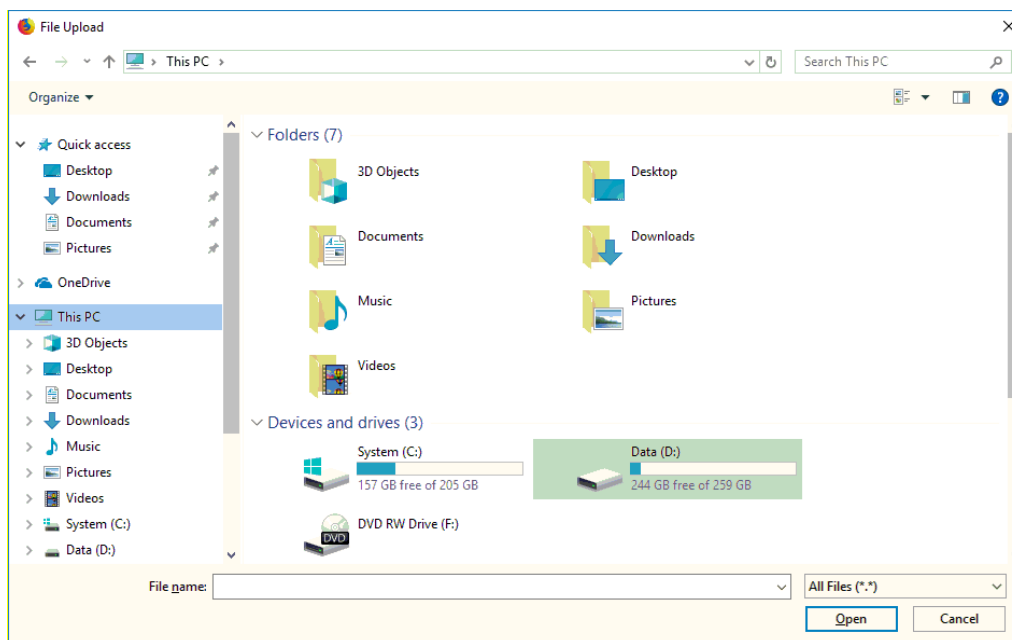 File Upload
This PC
Search This PC
Organize
Quick access
Desktop
Downloads
Documents
Pictures
OneDrive
This PC
3D Objects
Desktop
Documents
Downloads
Music
Pictures
Videos
System (C:)
Data (D:)
Folders (7)
3D Objects
Desktop
Documents
Downloads
Music
Pictures
Videos
Devices and drives (3)
System (C:)
157 GB free of 205 GB
Data (D:)
244 GB free of 259 GB
DVD
DVD RW Drive (F:)
File name:
All Files (*.*)
Open
Cancel